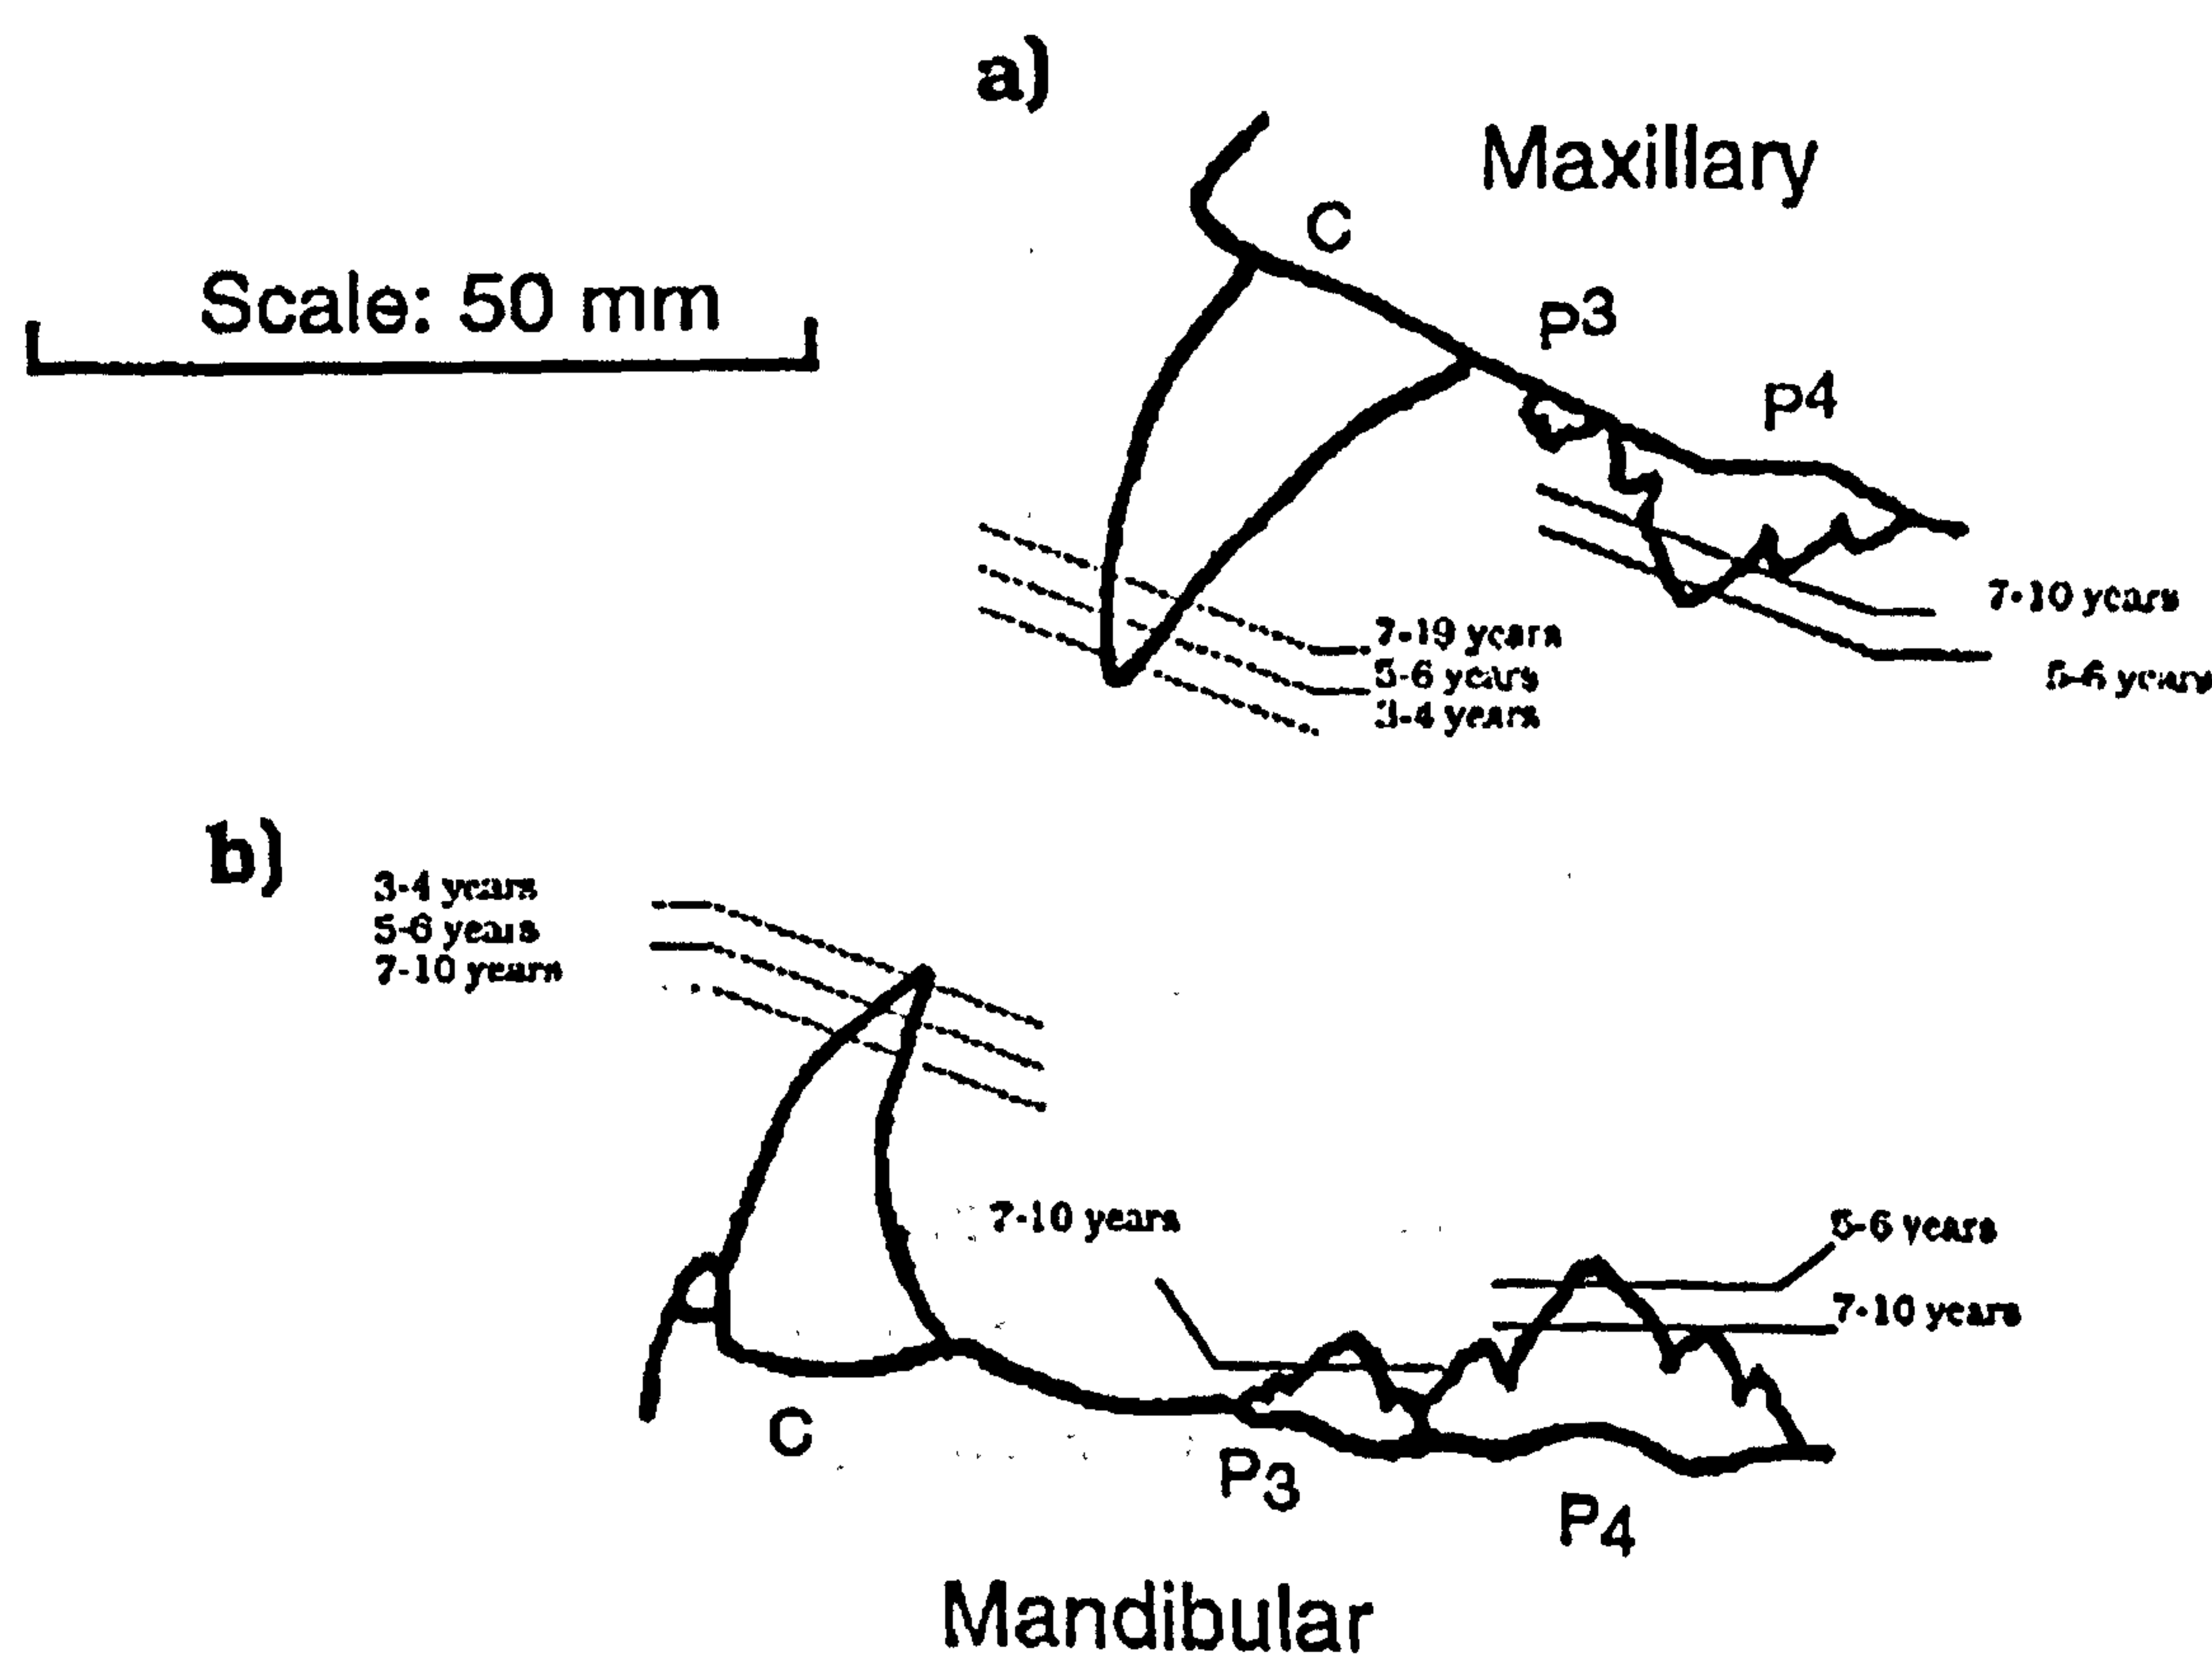 a)
Maxillary
C
Scale: 50 mm
P3
P4
7-10 years
7-19 years
5-6 years
5-6 years
3-4 years
b)
3-4 years
5-6 years
7-10 years
7-10 years
5-6 years
7-10 years
C
P3
P4
Mandibular